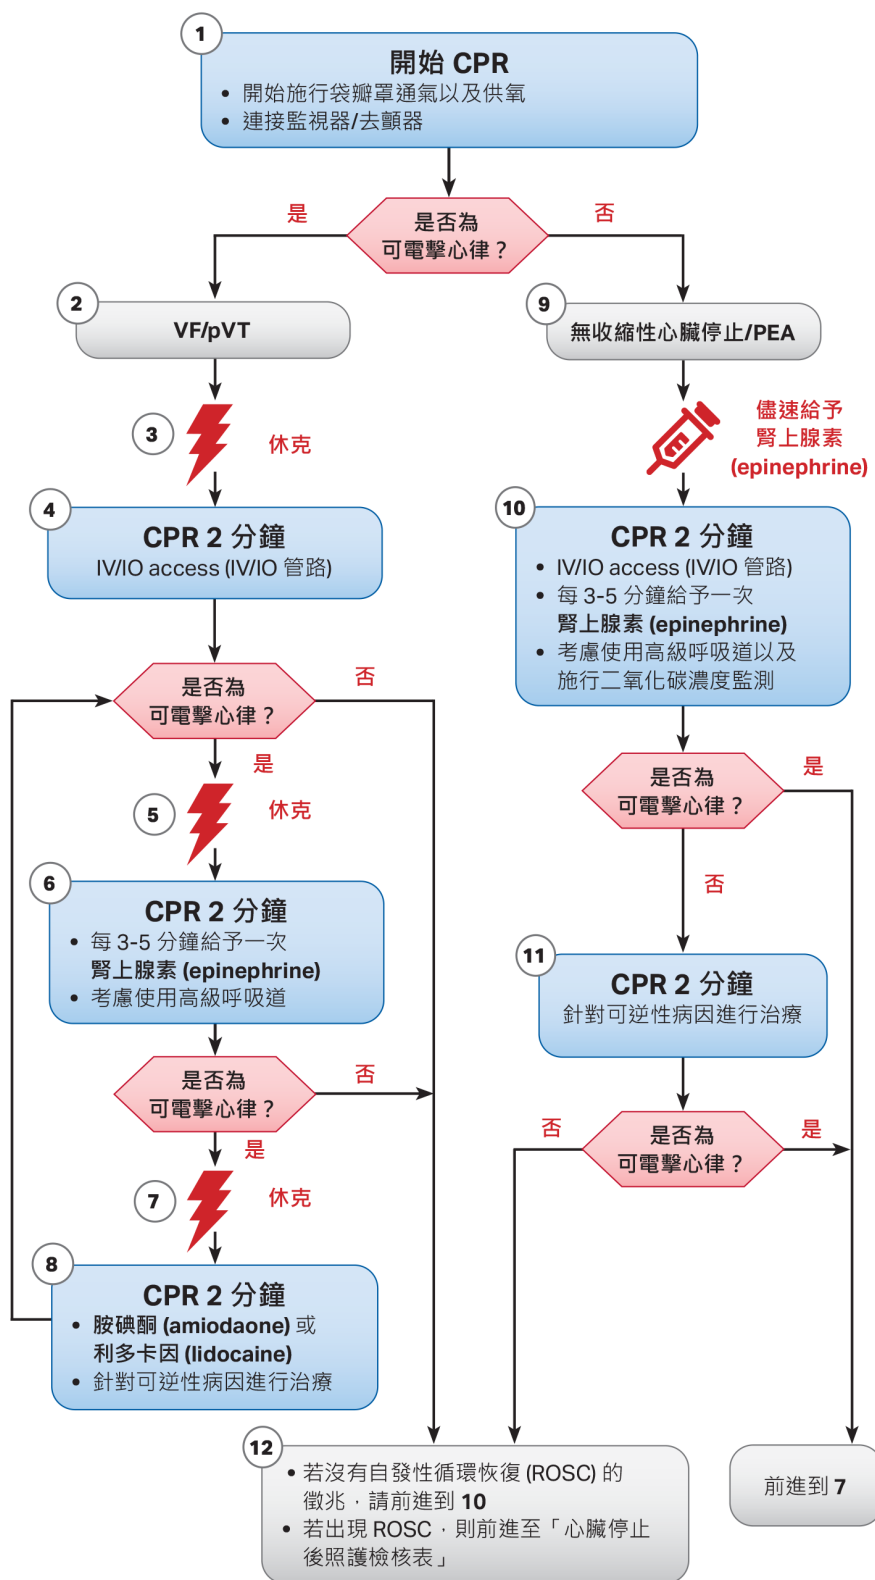 1
開始 CPR
• 開始施行袋瓣罩通氣以及供氧
• 連接監視器/去顫器
是
是否為
可電擊心律？
否
2
VF/pVT
3
休克
4
CPR 2 分鐘
IV/IO access (IV/IO 管路)
是否為
可電擊心律？
否
是
5
休克
6
CPR 2 分鐘
• 每 3-5 分鐘給予一次
腎上腺素 (epinephrine)
• 考慮使用高級呼吸道
是否為
可電擊心律？
否
是
7
休克
8
CPR 2 分鐘
• 胺碘酮 (amiodaone) 或
利多卡因 (lidocaine)
• 針對可逆性病因進行治療
9
無收縮性心臟停止/PEA
儘速給予
腎上腺素
(epinephrine)
10
CPR 2 分鐘
• IV/IO access (IV/IO 管路)
• 每 3-5 分鐘給予一次
腎上腺素 (epinephrine)
• 考慮使用高級呼吸道以及
施行二氧化碳濃度監測
是否為
可電擊心律？
是
否
11
CPR 2 分鐘
針對可逆性病因進行治療
否
是否為
可電擊心律？
是
12
• 若沒有自發性循環恢復 (ROSC) 的
徵兆，請前進到 10
• 若出現 ROSC，則前進至「心臟停止
後照護檢核表」
前進到 7